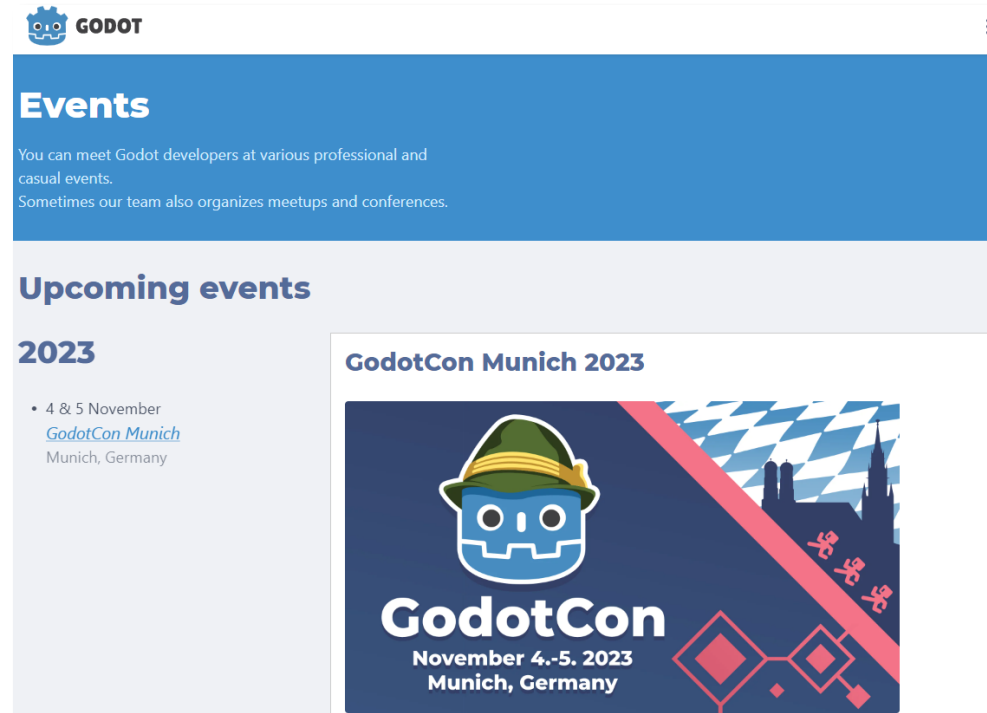 GODOT
Events
You can meet Godot developers at various professional and
casual events.
Sometimes our team also organizes meetups and conferences.
Upcoming events
2023
• 4 & 5 November
GodotCon Munich
Munich, Germany
GodotCon Munich 2023
GodotCon
November 4.-5. 2023
Munich, Germany